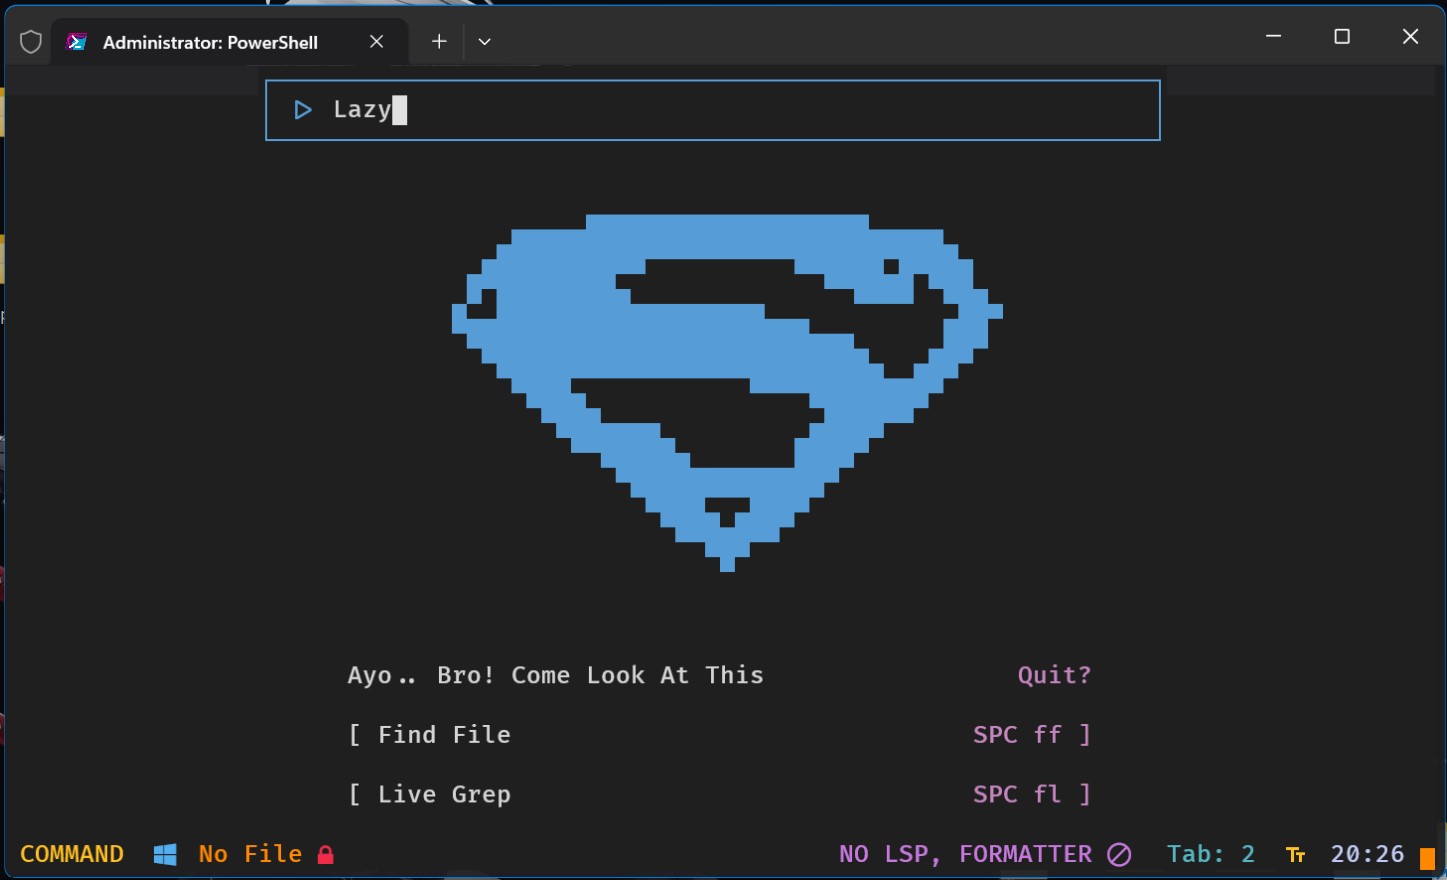 Administrator: PowerShell
Lazy
Ayo.. Bro! Come Look At This Quit?
[ Find File SPC ff ]
[ Live Grep SPC fl ]
COMMAND No File NO LSP, FORMATTER Tab: 2 Tт 20:26